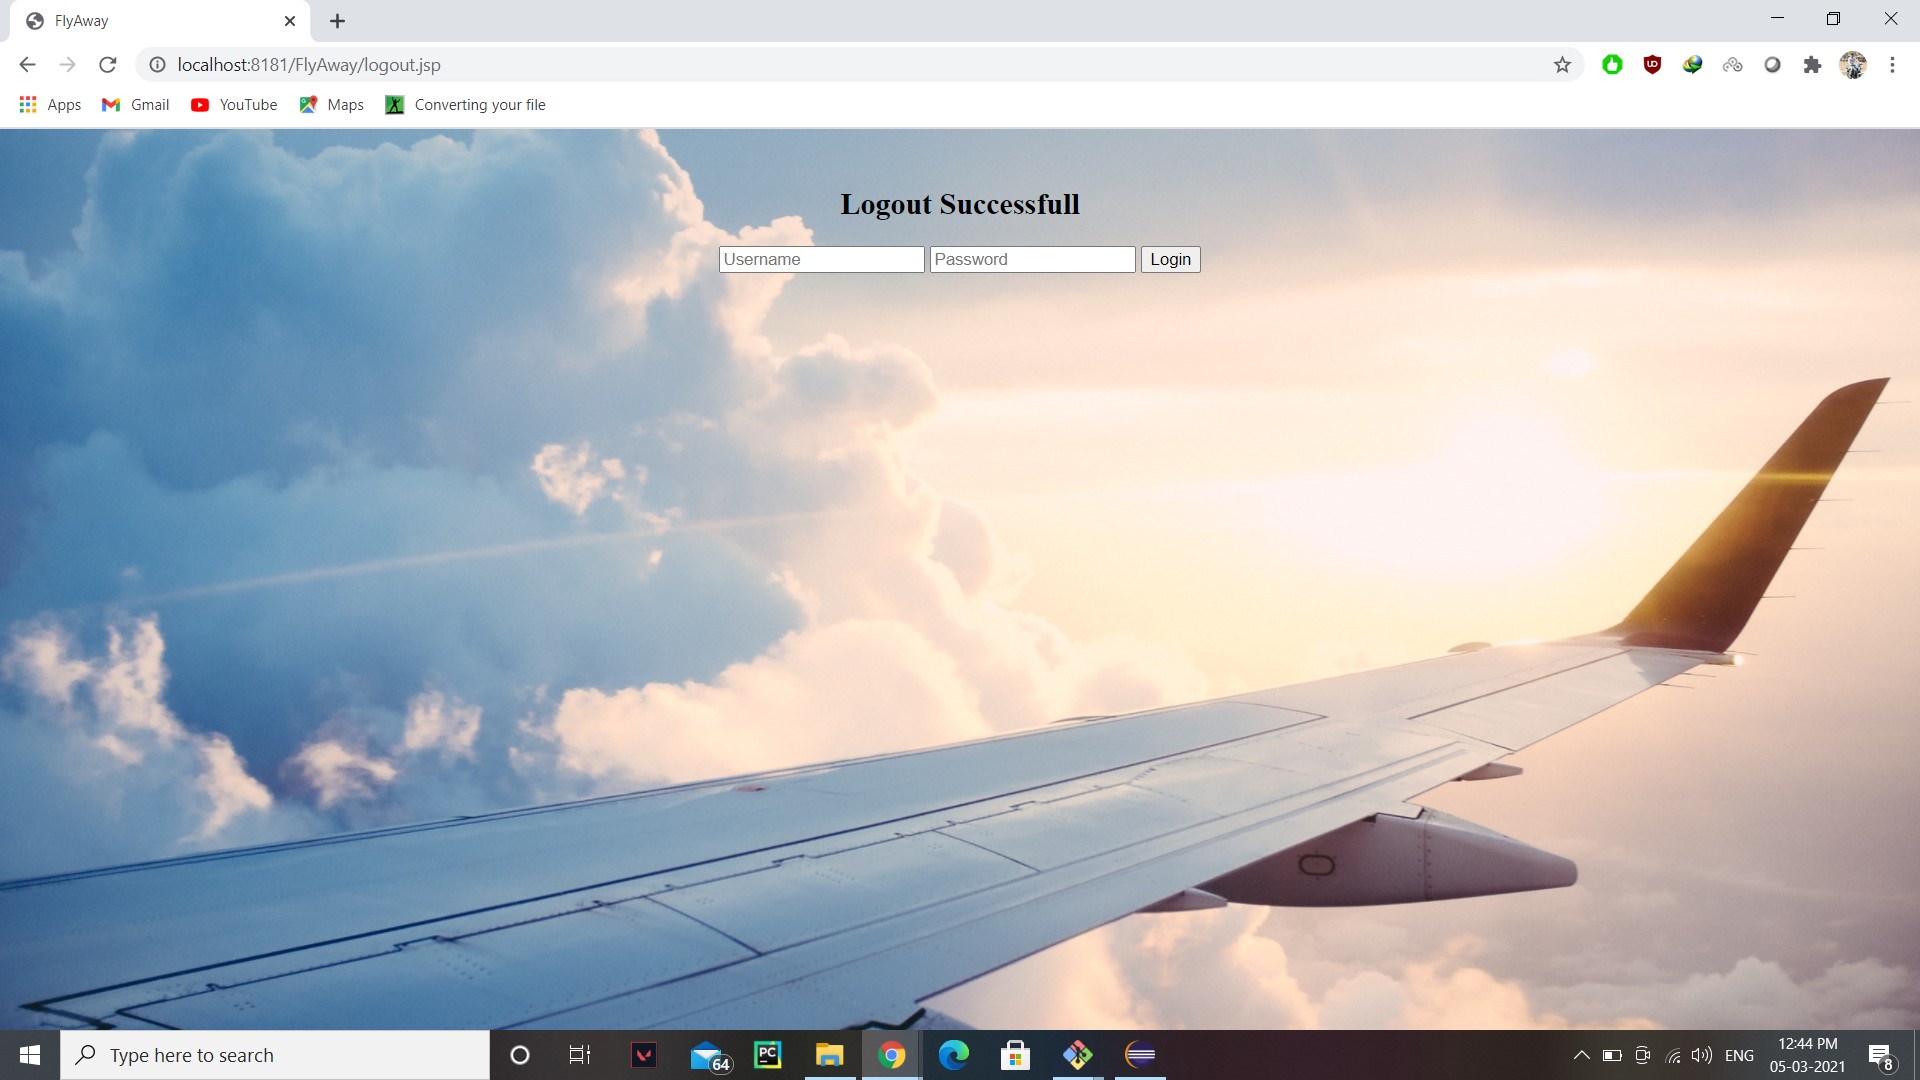 FlyAway
localhost:8181/FlyAway/logout.jsp
Apps Gmail YouTube Maps Converting your file
Logout Successfull
Username Password Login
Type here to search
64
PC
ENG
12:44 PM
05-03-2021
8